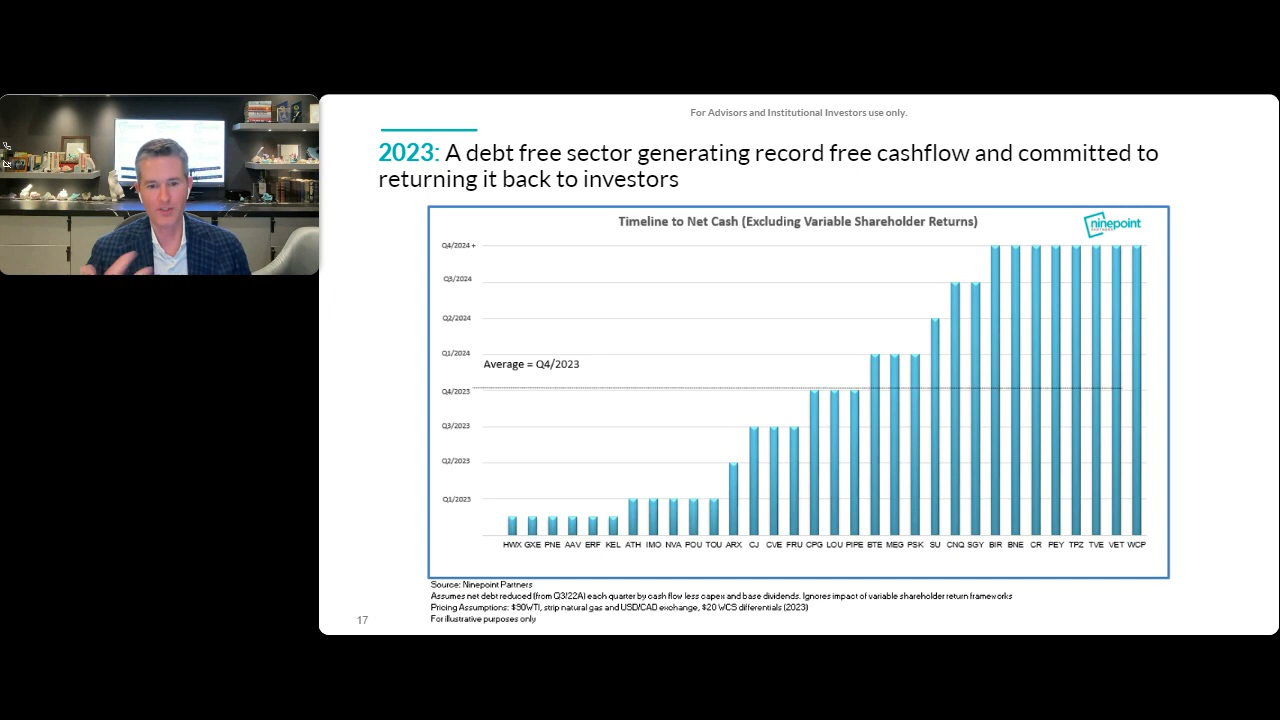 For Advisors and Institutional Investors use only.
2023: A debt free sector generating record free cashflow and committed to
returning it back to investors
Timeline to Net Cash (Excluding Variable Shareholder Returns)
ninepoint
PARTNERS
Q4/2024 +
Q3/2024
Q2/2024
Q1/2024
Average = Q4/2023
Q4/2023
Q3/2023
Q2/2023
Q1/2023
HWX GXE PNE AAV ERF KEL ATH IMO NVA POU TOU ARX CJ CVE FRU CPG LOU PIPE BTE MEG PSK SU CNQ SGY BIR BNE CR PEY TPZ TVE VET WCP
Source: Ninepoint Partners
Assumes net debt reduced (from Q3/22A) each quarter by cash flow less capex and base dividends. Ignores impact of variable shareholder return frameworks
Pricing Assumptions: $90WTI, strip natural gas and USD/CAD exchange, $20 WCS differentials (2023)
For illustrative purposes only
17